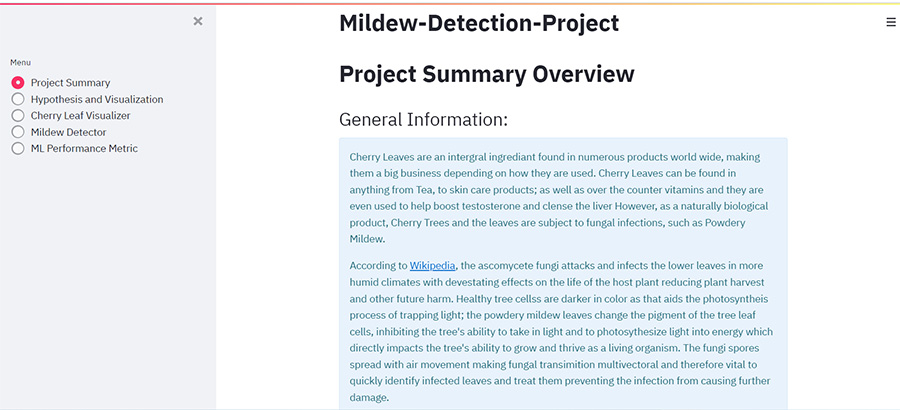 Menu
Project Summary
Hypothesis and Visualization
Cherry Leaf Visualizer
Mildew Detector
ML Performance Metric
Mildew-Detection-Project
Project Summary Overview
General Information:
Cherry Leaves are an intergral ingrediant found in numerous products world wide, making
them a big business depending on how they are used. Cherry Leaves can be found in
anything from Tea, to skin care products; as well as over the counter vitamins and they are
even used to help boost testosterone and clense the liver However, as a naturally biological
product, Cherry Trees and the leaves are subject to fungal infections, such as Powdery
Mildew.
According to Wikipedia, the ascomycete fungi attacks and infects the lower leaves in more
humid climates with devestating effects on the life of the host plant reducing plant harvest
and other future harm. Healthy tree cellss are darker in color as that aids the photosyntheis
process of trapping light; the powdery mildew leaves change the pigment of the tree leaf
cells, inhibiting the tree's ability to take in light and to photosythesize light into energy which
directly impacts the tree's ability to grow and thrive as a living organism. The fungi spores
spread with air movement making fungal transimition multivectoral and therefore vital to
quickly identify infected leaves and treat them preventing the infection from causing further
damage.